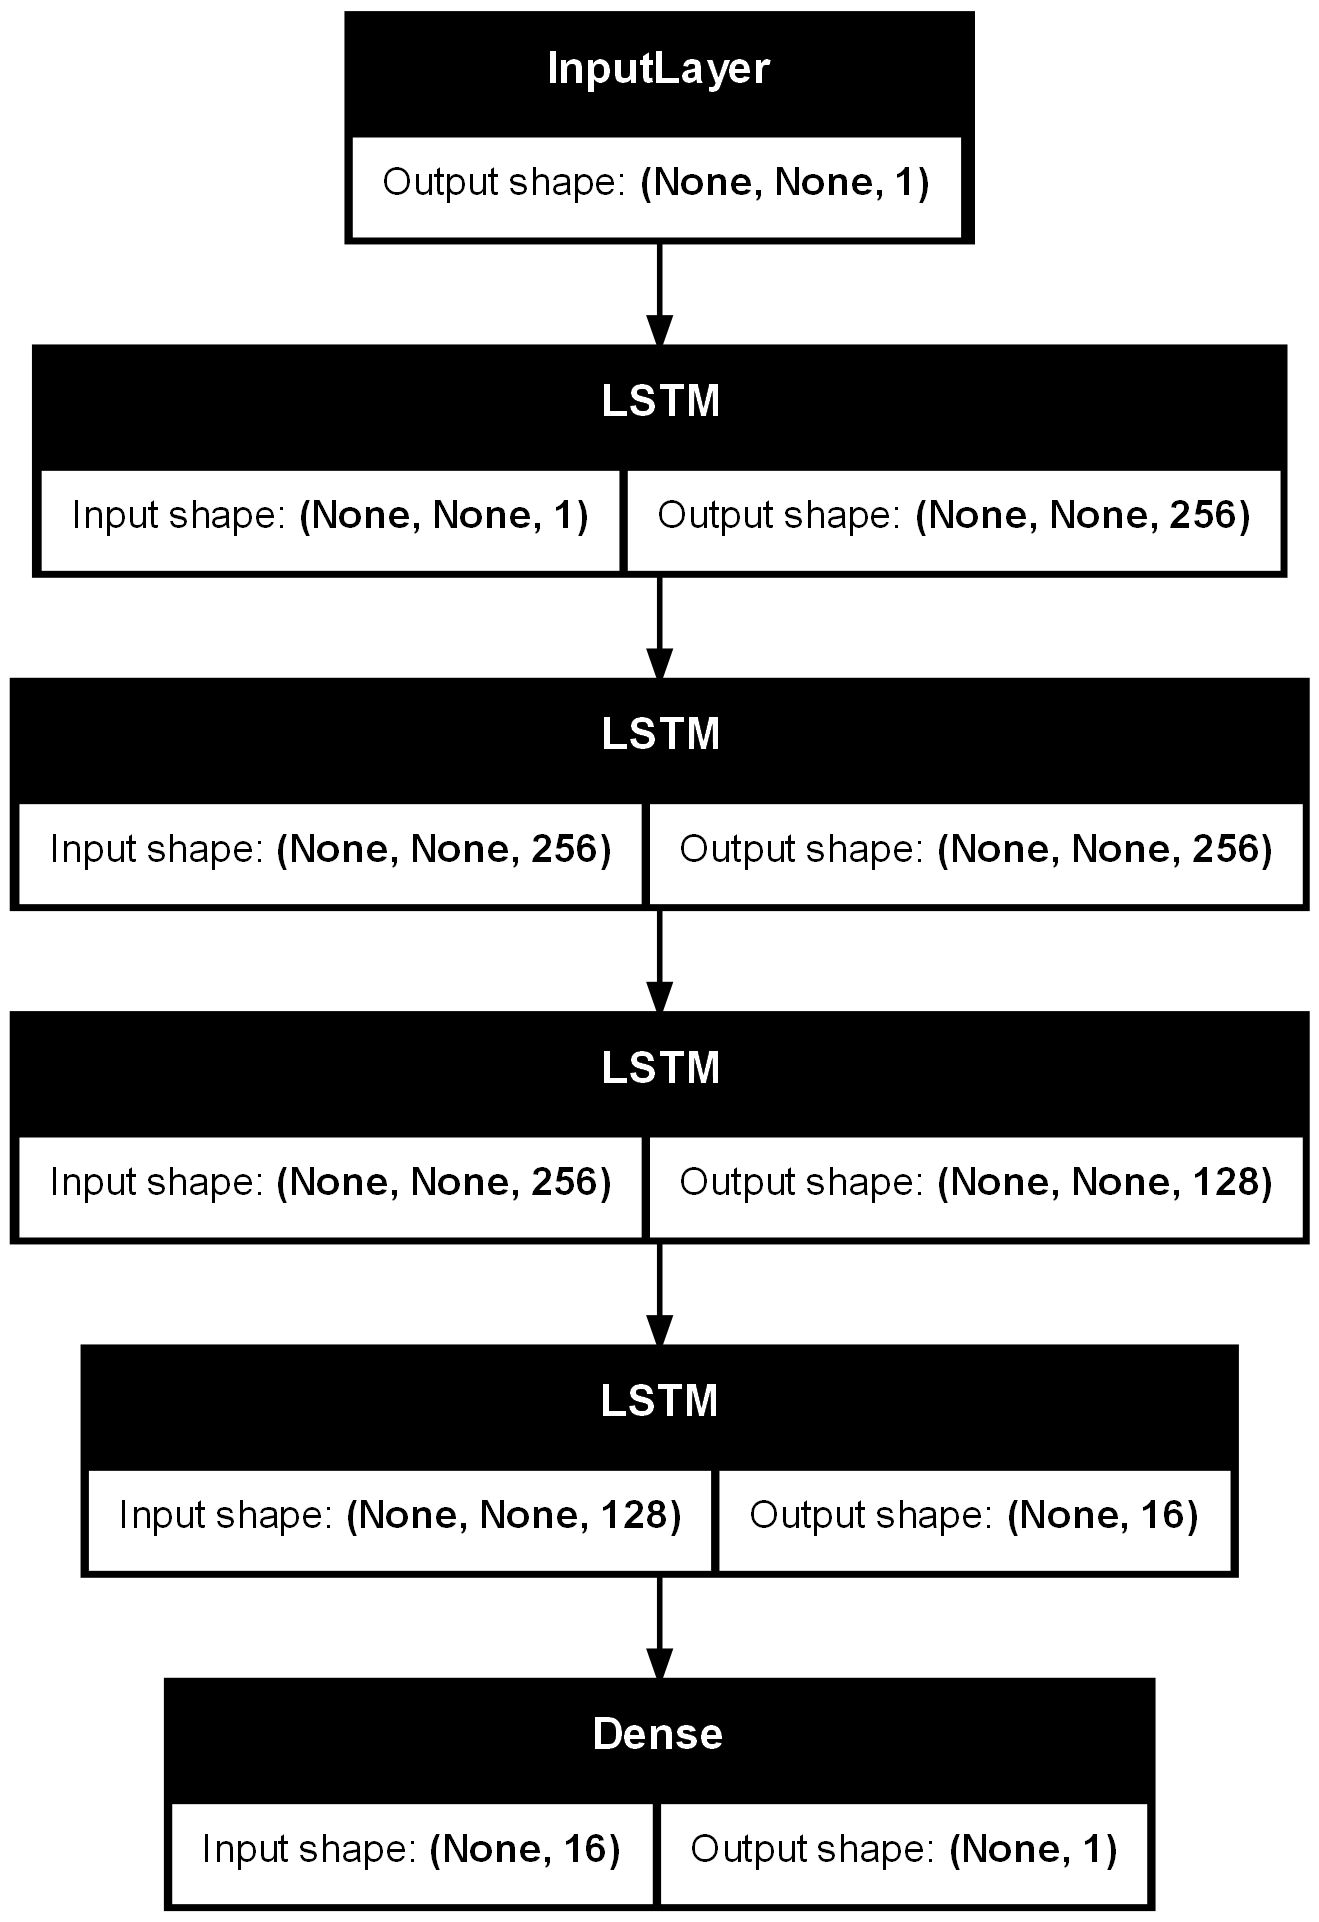 InputLayer
Output shape: (None, None, 1)
LSTM
Input shape: (None, None, 1) Output shape: (None, None, 256)
LSTM
Input shape: (None, None, 256) Output shape: (None, None, 256)
LSTM
Input shape: (None, None, 256) Output shape: (None, None, 128)
LSTM
Input shape: (None, None, 128) Output shape: (None, 16)
Dense
Input shape: (None, 16) Output shape: (None, 1)